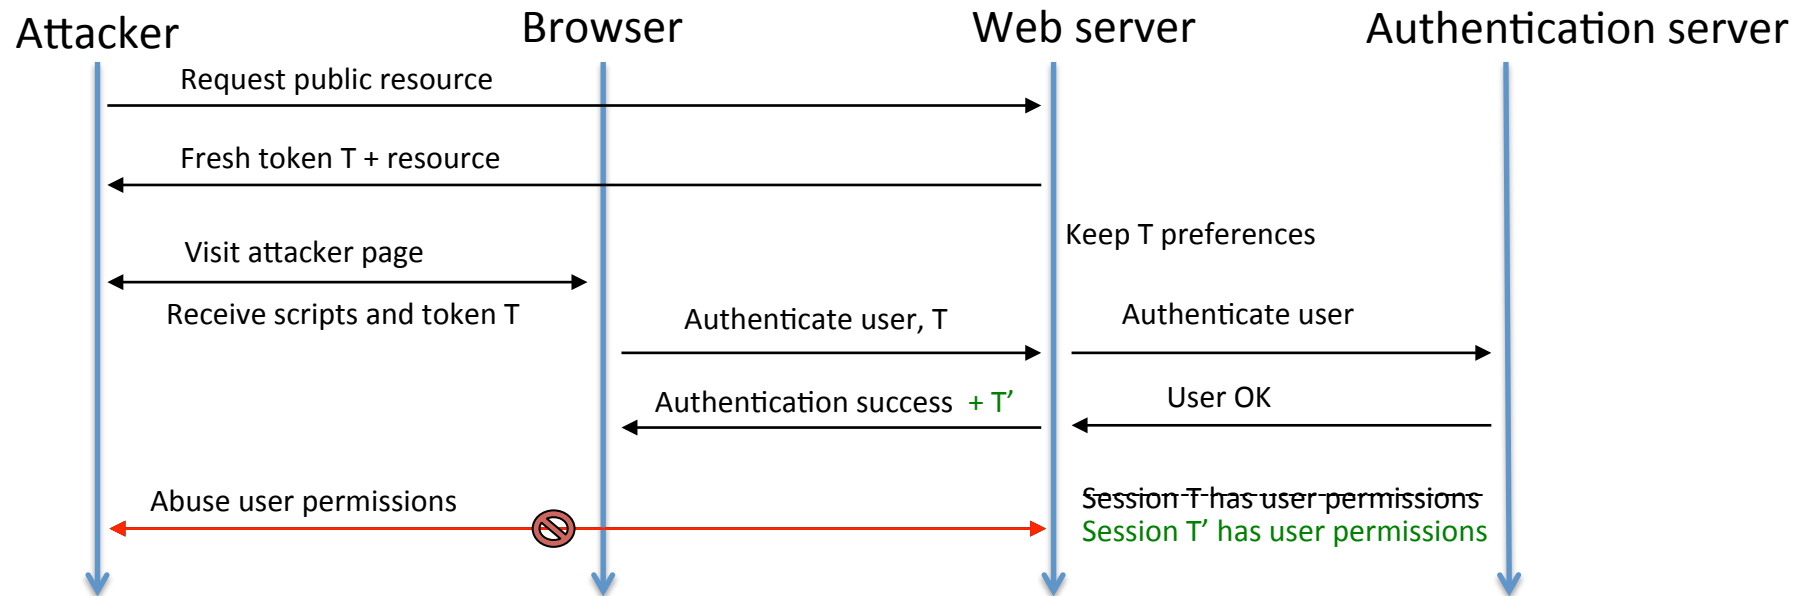 Attacker
Browser
Web server
Authentication server
Request public resource
Fresh token T + resource
Keep T preferences
Visit attacker page
Receive scripts and token T
Authenticate user, T
Authenticate user
Authentication success + T’
User OK
Abuse user permissions
Session T has user permissions
Session T’ has user permissions